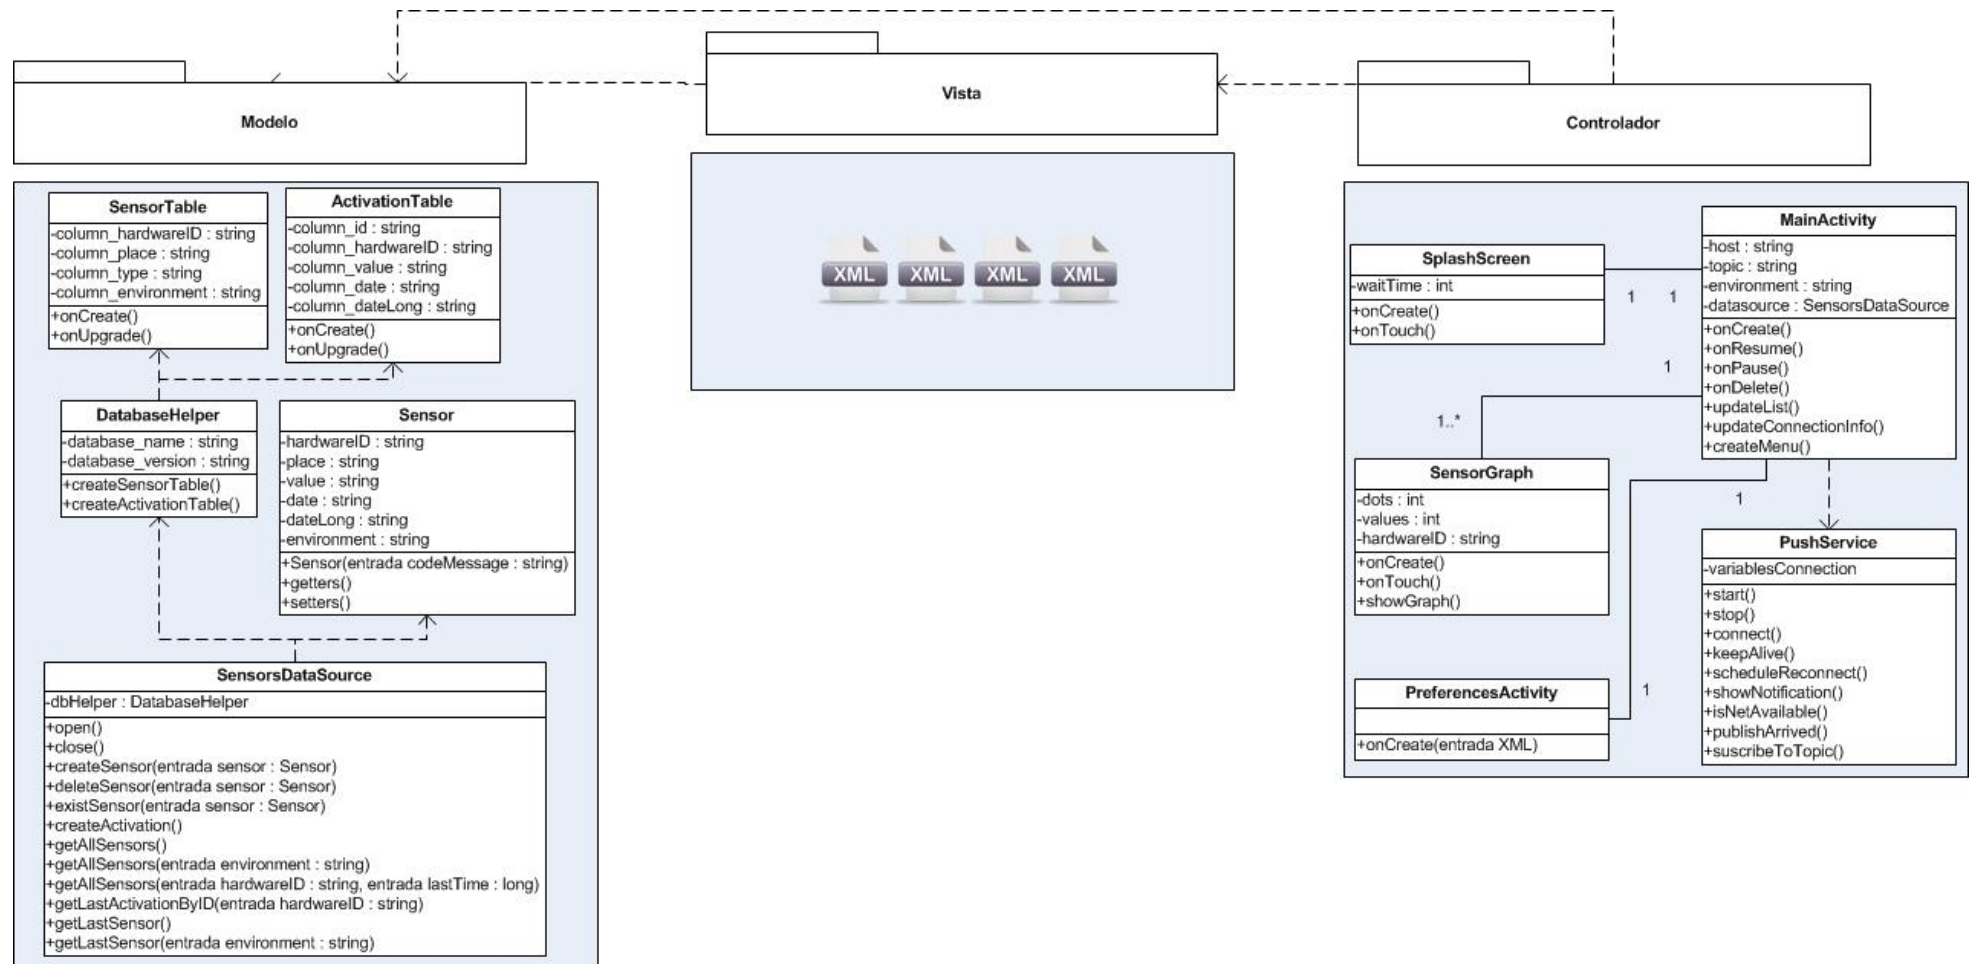 Modelo
Vista
Controlador
SensorTable
-column_hardwareID : string
-column_place : string
-column_type : string
-column_environment : string
+onCreate()
+onUpgrade()
ActivationTable
-column_id : string
-column_hardwareID : string
-column_value : string
-column_date : string
-column_dateLong : string
+onCreate()
+onUpgrade()
DatabaseHelper
-database_name : string
-database_version : string
+createSensorTable()
+createActivationTable()
Sensor
-hardwareID : string
-place : string
-value : string
-date : string
-dateLong : string
-environment : string
+Sensor(entrada codeMessage : string)
+getters()
+setters()
SensorsDataSource
-dbHelper : DatabaseHelper
+open()
+close()
+createSensor(entrada sensor : Sensor)
+deleteSensor(entrada sensor : Sensor)
+existSensor(entrada sensor : Sensor)
+createActivation()
+getAllSensors()
+getAllSensors(entrada environment : string)
+getAllSensors(entrada hardwareID : string, entrada lastTime : long)
+getLastActivationByID(entrada hardwareID : string)
+getLastSensor()
+getLastSensor(entrada environment : string)
XML XML XML XML
SplashScreen
-waitTime : int
+onCreate()
+onTouch()
1 1
MainActivity
-host : string
-topic : string
-environment : string
-datasource : SensorsDataSource
+onCreate()
+onResume()
+onPause()
+onDelete()
+updateList()
+updateConnectionInfo()
+createMenu()
1
1..*
SensorGraph
-dots : int
-values : int
-hardwareID : string
+onCreate()
+onTouch()
+showGraph()
1
PushService
-variablesConnection
+start()
+stop()
+connect()
+keepAlive()
+scheduleReconnect()
+showNotification()
+isNetAvailable()
+publishArrived()
+suscribeToTopic()
PreferencesActivity
+onCreate(entrada XML)
1